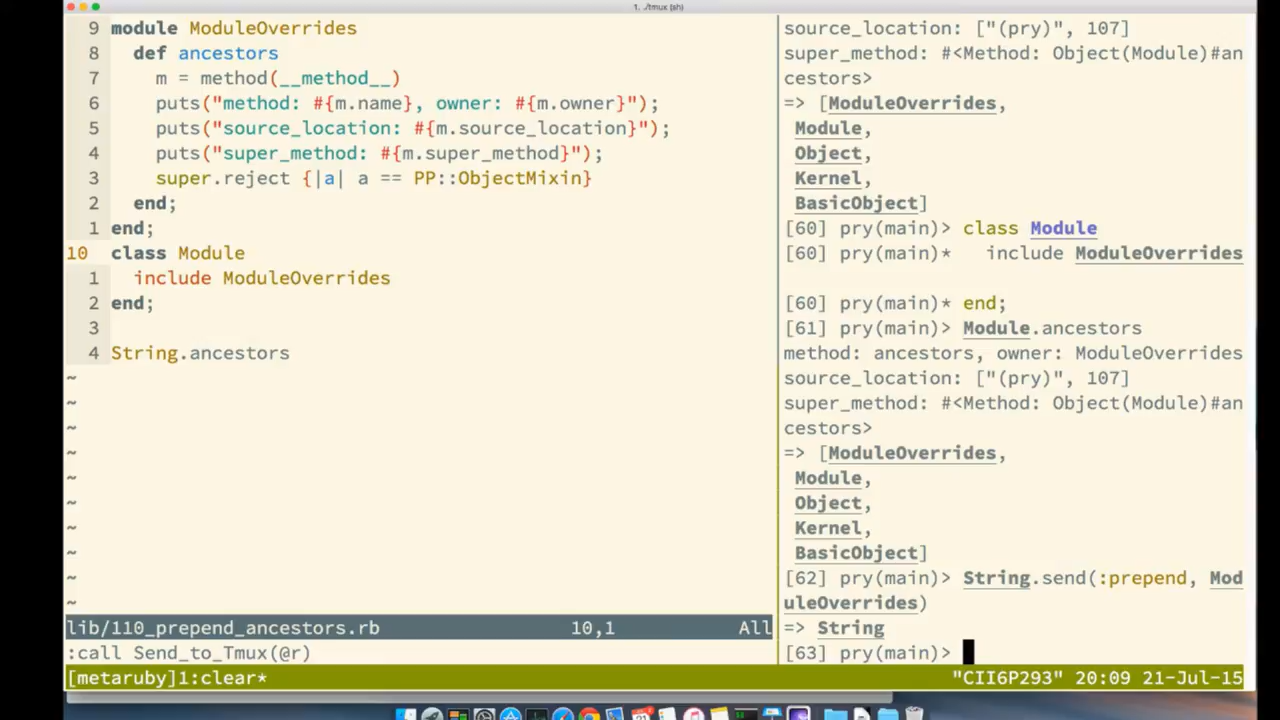 1. ./tmux (sh)
9 module ModuleOverrides
8 def ancestors
7 m = method(__method__)
6 puts("method: #{m.name}, owner: #{m.owner}");
5 puts("source_location: #{m.source_location}");
4 puts("super_method: #{m.super_method}");
3 super.reject {|a| a == PP::ObjectMixin}
2 end;
1 end;
10 class Module
1 include ModuleOverrides
2 end;
3
4 String.ancestors
~
~
~
~
~
~
~
~
~
~
lib/110_prepend_ancestors.rb 10,1 All
:call Send_to_Tmux(@r)
source_location: ["(pry)", 107]
super_method: #<Method: Object(Module)#an
cestors>
=> [ModuleOverrides,
Module,
Object,
Kernel,
BasicObject]
[60] pry(main)> class Module
[60] pry(main)* include ModuleOverrides
[60] pry(main)* end;
[61] pry(main)> Module.ancestors
method: ancestors, owner: ModuleOverrides
source_location: ["(pry)", 107]
super_method: #<Method: Object(Module)#an
cestors>
=> [ModuleOverrides,
Module,
Object,
Kernel,
BasicObject]
[62] pry(main)> String.send(:prepend, Mod
uleOverrides)
=> String
[63] pry(main)>
[metaruby]1:clear* "CII6P293" 20:09 21-Jul-15